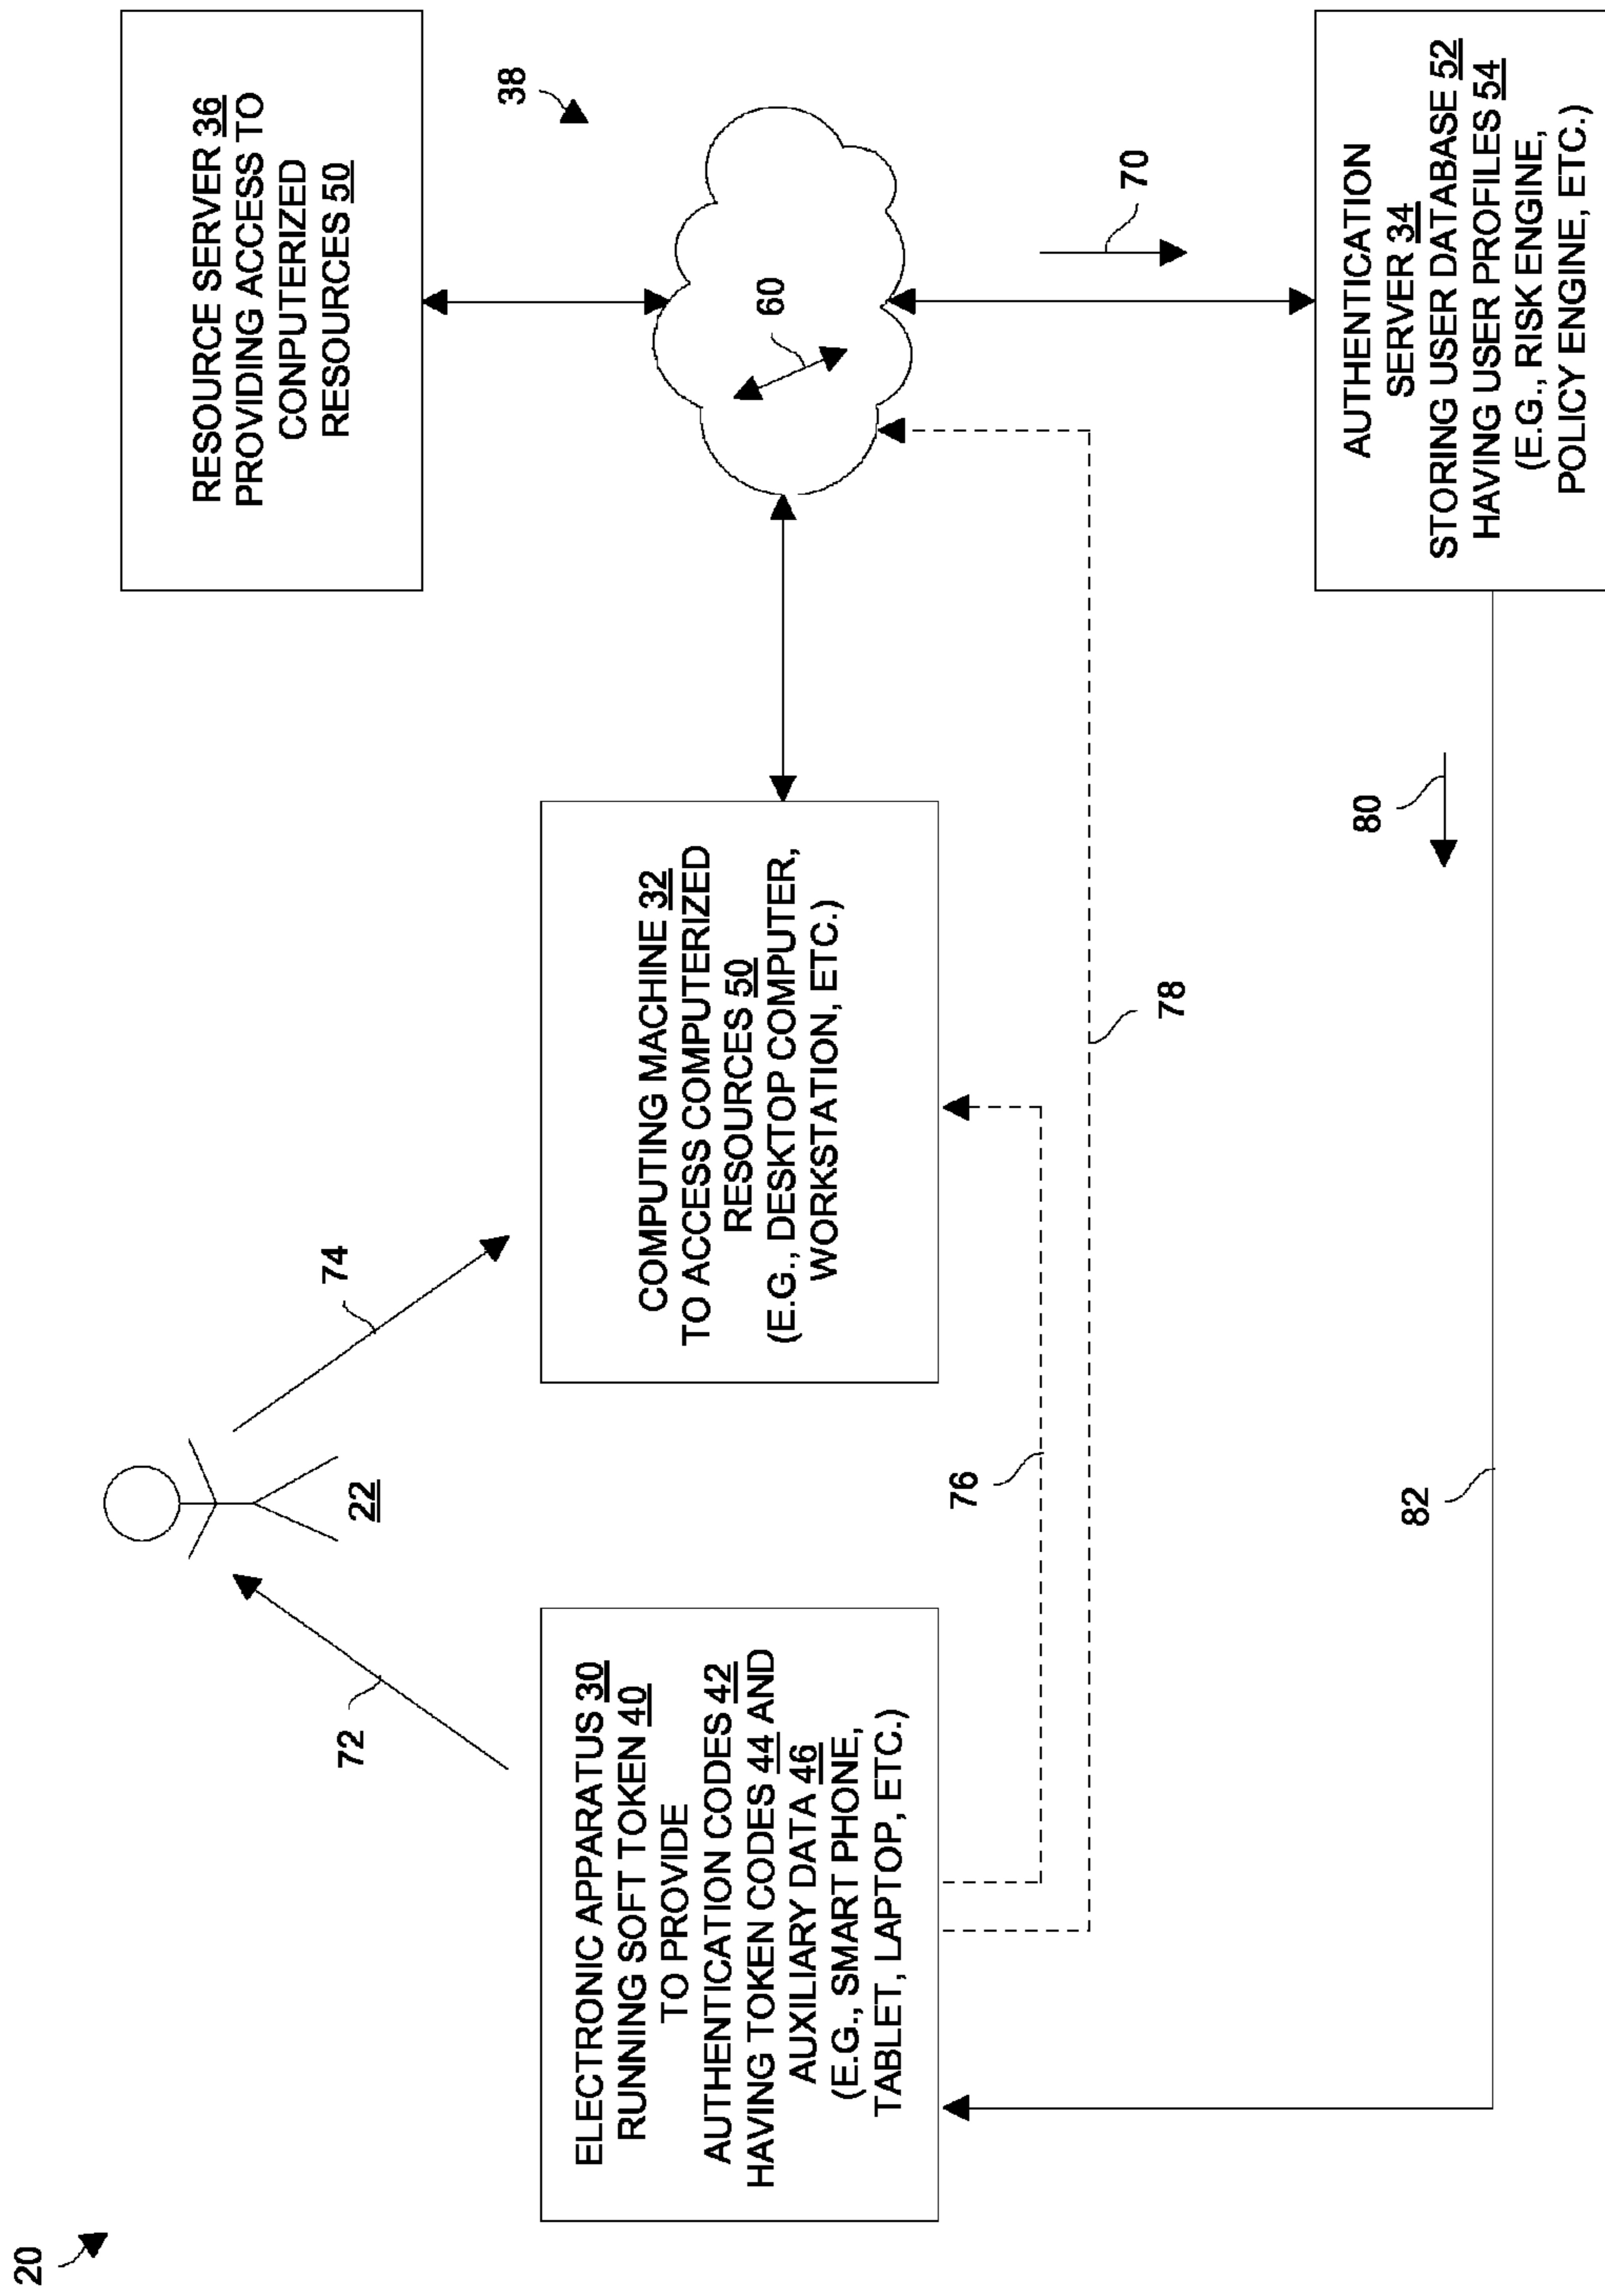 20
72
22
74
ELECTRONIC APPARATUS 30
RUNNING SOFT TOKEN 40
TO PROVIDE
AUTHENTICATION CODES 42
HAVING TOKEN CODES 44 AND
AUXILIARY DATA 46
(E.G., SMART PHONE,
TABLET, LAPTOP, ETC.)
COMPUTING MACHINE 32
TO ACCESS COMPUTERIZED
RESOURCES 50
(E.G., DESKTOP COMPUTER,
WORKSTATION, ETC.)
RESOURCE SERVER 36
PROVIDING ACCESS TO
CONPUTERIZED
RESOURCES 50
38
60
70
76
78
80
82
AUTHENTICATION
SERVER 34
STORING USER DATABASE 52
HAVING USER PROFILES 54
(E.G., RISK ENGINE,
POLICY ENGINE, ETC.)